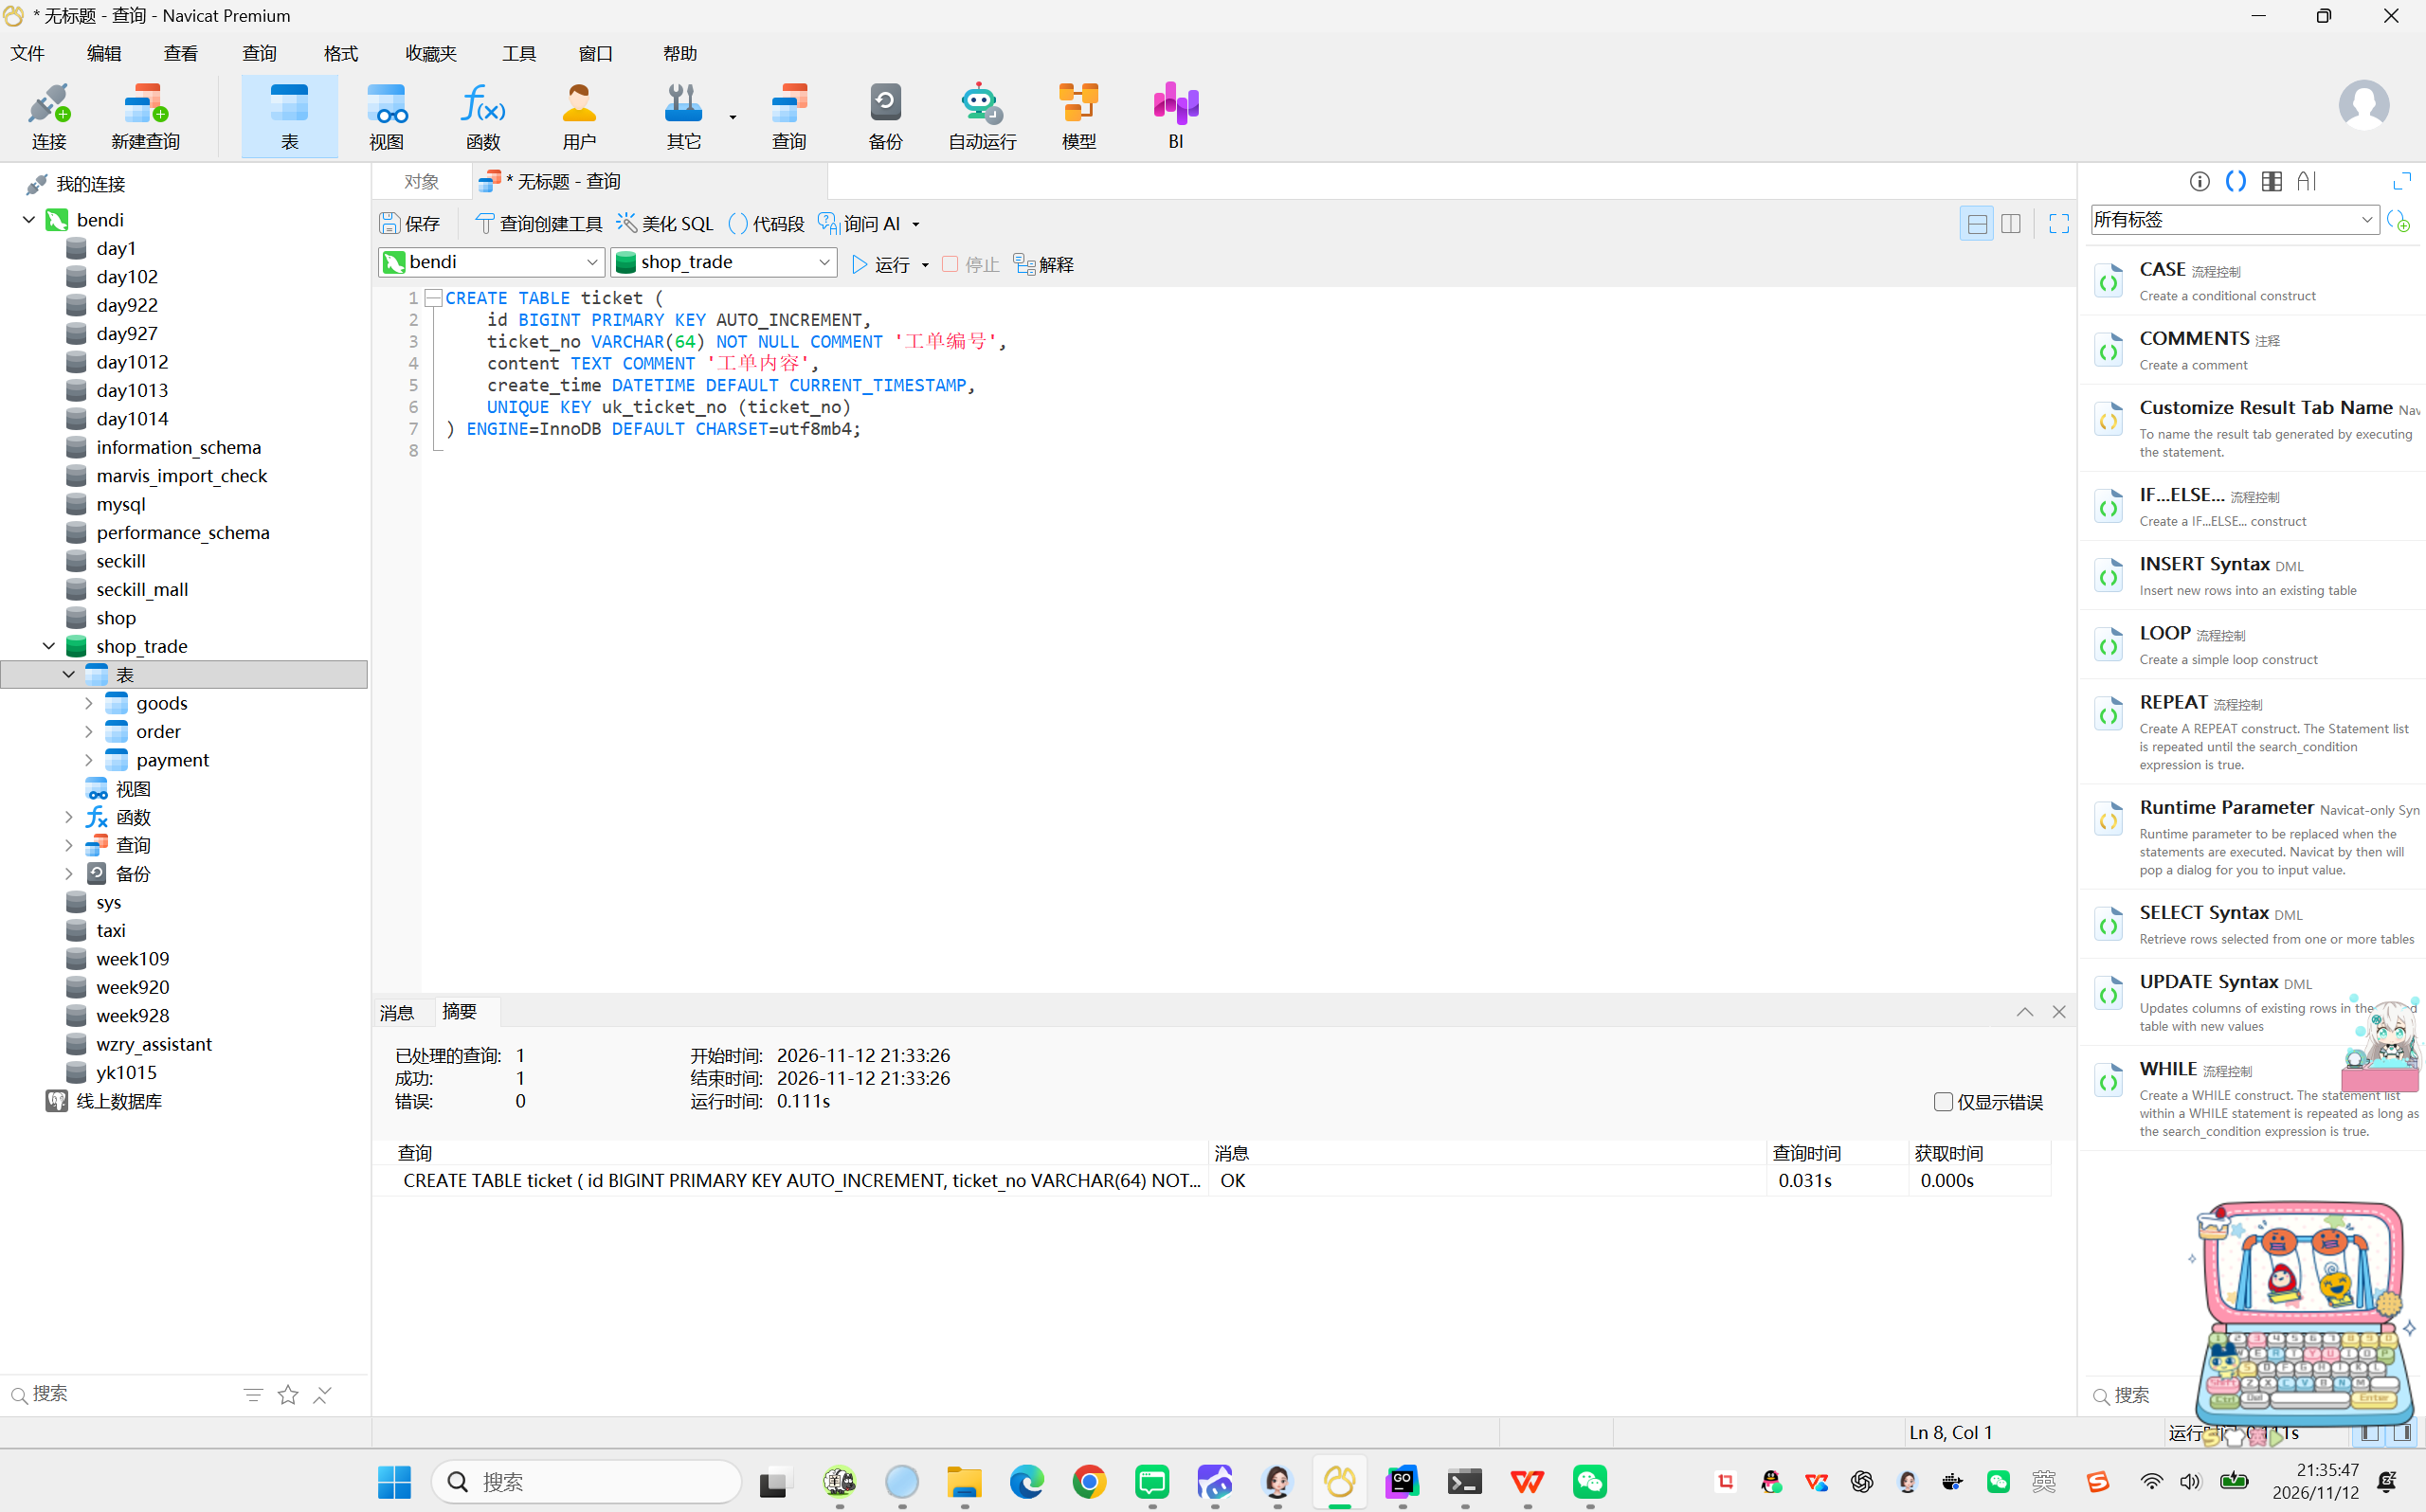 * 无标题 - 查询 - Navicat Premium
文件 编辑 查看 查询 格式 收藏夹 工具 窗口 帮助
连接 新建查询 表 视图 函数 用户 其它 查询 备份 自动运行 模型 BI
我的连接
bendi
day1
day102
day922
day927
day1012
day1013
day1014
information_schema
marvis_import_check
mysql
performance_schema
seckill
seckill_mall
shop
shop_trade
表
goods
order
payment
视图
函数
查询
备份
sys
taxi
week109
week920
week928
wzry_assistant
yk1015
线上数据库
搜索
对象 * 无标题 - 查询
保存 查询创建工具 美化 SQL 代码段 询问 AI
bendi shop_trade 运行 停止 解释
1 CREATE TABLE ticket (
2 id BIGINT PRIMARY KEY AUTO_INCREMENT,
3 ticket_no VARCHAR(64) NOT NULL COMMENT '工单编号',
4 content TEXT COMMENT '工单内容',
5 create_time DATETIME DEFAULT CURRENT_TIMESTAMP,
6 UNIQUE KEY uk_ticket_no (ticket_no)
7 ) ENGINE=InnoDB DEFAULT CHARSET=utf8mb4;
8
消息 摘要
已处理的查询: 1 开始时间: 2026-11-12 21:33:26
成功: 1 结束时间: 2026-11-12 21:33:26
错误: 0 运行时间: 0.111s
仅显示错误
查询 消息 查询时间 获取时间
CREATE TABLE ticket ( id BIGINT PRIMARY KEY AUTO_INCREMENT, ticket_no VARCHAR(64) NOT... OK 0.031s 0.000s
AI
所有标签
CASE 流程控制
Create a conditional construct
COMMENTS 注释
Create a comment
Customize Result Tab Name Nav
To name the result tab generated by executing
the statement.
IF...ELSE... 流程控制
Create a IF...ELSE... construct
INSERT Syntax DML
Insert new rows into an existing table
LOOP 流程控制
Create a simple loop construct
REPEAT 流程控制
Create A REPEAT construct. The Statement list
is repeated until the search_condition
expression is true.
Runtime Parameter Navicat-only Syn
Runtime parameter to be replaced when the
statements are executed. Navicat by then will
pop a dialog for you to input value.
SELECT Syntax DML
Retrieve rows selected from one or more tables
UPDATE Syntax DML
Updates columns of existing rows in the
table with new values
WHILE 流程控制
Create a WHILE construct. The statement list
within a WHILE statement is repeated as long as
the search_condition expression is true.
搜索
Ln 8, Col 1
搜索
英
21:35:47
2026/11/12